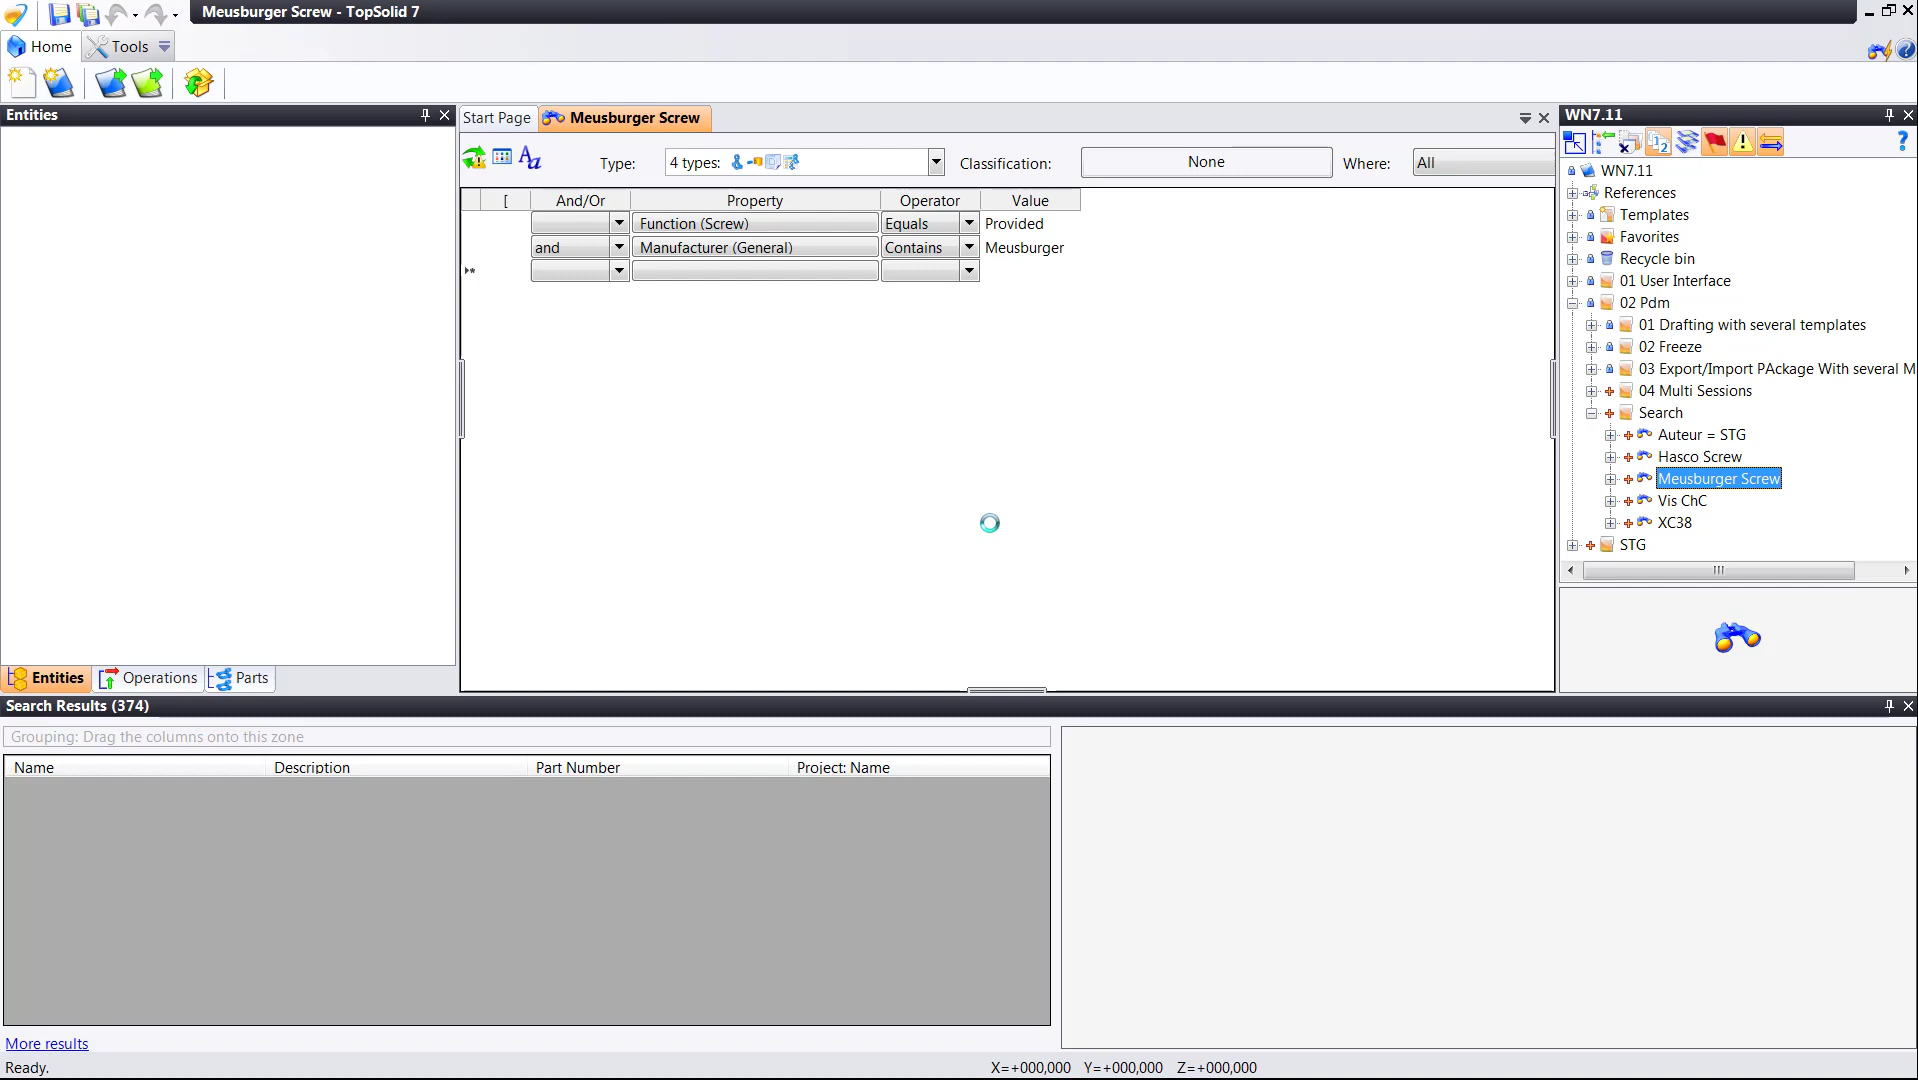 Meusburger Screw - TopSolid 7
Home
Tools
Entities
Start Page
Meusburger Screw
WN7.11
Type:
4 types:
Classification:
None
Where:
All
[
And/Or
Property
Operator
Value
Function (Screw)
Equals
Provided
and
Manufacturer (General)
Contains
Meusburger
WN7.11
References
Templates
Favorites
Recycle bin
01 User Interface
02 Pdm
01 Drafting with several templates
02 Freeze
03 Export/Import PAckage With several M
04 Multi Sessions
Search
Auteur = STG
Hasco Screw
Meusburger Screw
Vis ChC
XC38
STG
Entities
Operations
Parts
Search Results (374)
Grouping: Drag the columns onto this zone
Name
Description
Part Number
Project: Name
More results
Ready.
X=+000,000 Y=+000,000 Z=+000,000